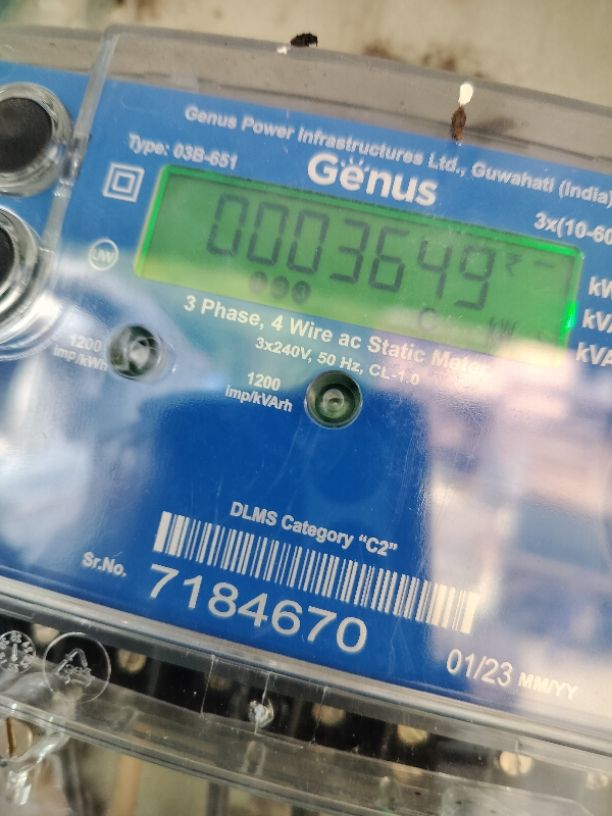 Genus Power Infrastructures Ltd., Guwahati (India)
Type: 03B-651
Genus
3x(10-60
UW
0003649
kW
kV
kVA
C
3 Phase, 4 Wire ac Static Meter
3x240V, 50 Hz, CL-1.0
1200
imp/kWh
1200
imp/kVArh
DLMS Category "C2"
Sr.No.
7184670
01/23 MM/YY